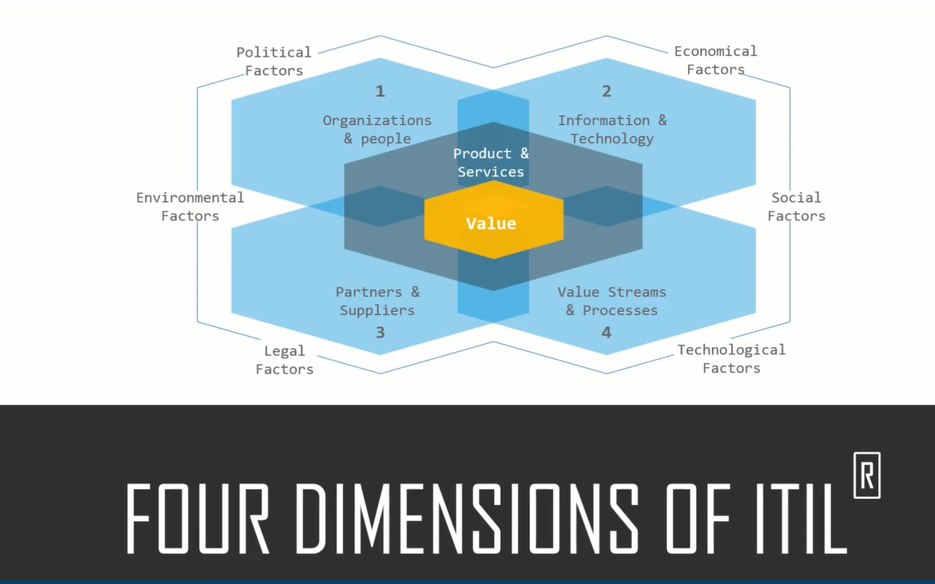 Political
Factors
Economical
Factors
1
Organizations
& people
2
Information &
Technology
Product &
Services
Environmental
Factors
Value
Social
Factors
Partners &
Suppliers
3
Value Streams
& Processes
4
Legal
Factors
Technological
Factors
FOUR DIMENSIONS OF ITIL®